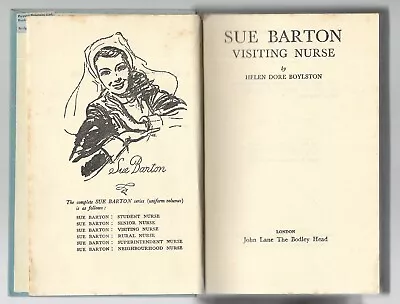 Sue Barton
The complete SUE BARTON series (uniform volumes)
is as follows:
SUE BARTON: STUDENT NURSE
SUE BARTON: SENIOR NURSE
SUE BARTON: VISITING NURSE
SUE BARTON: RURAL NURSE
SUE BARTON: SUPERINTENDENT NURSE
SUE BARTON: NEIGHBOURHOOD NURSE
SUE BARTON
VISITING NURSE
by
HELEN DORE BOYLSTON
LONDON
John Lane The Bodley Head